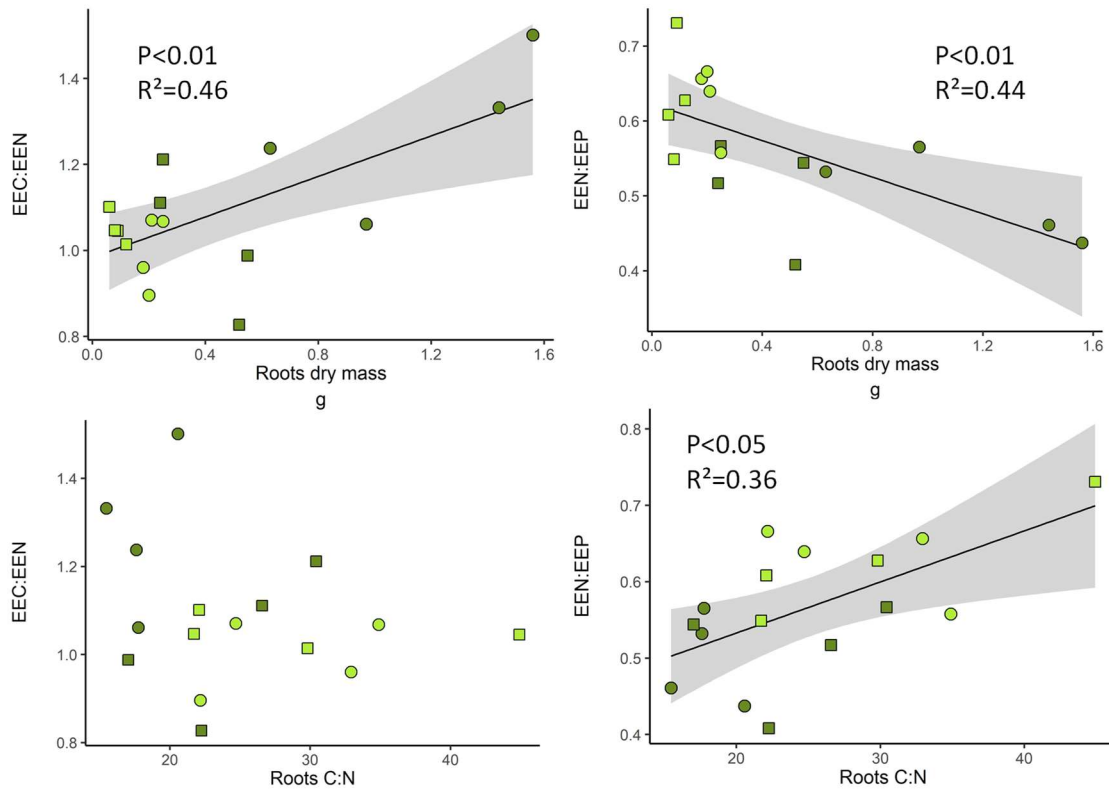 P<0.01
R²=0.46
EEC:EEN
1.4
1.2
1.0
0.8
0.0 0.4 0.8 1.2 1.6
Roots dry mass
g
P<0.01
R²=0.44
EEN:EEP
0.7
0.6
0.5
0.4
0.0 0.4 0.8 1.2 1.6
Roots dry mass
g
EEC:EEN
1.4
1.2
1.0
0.8
20 30 40
Roots C:N
P<0.05
R²=0.36
EEN:EEP
0.8
0.7
0.6
0.5
0.4
20 30 40
Roots C:N